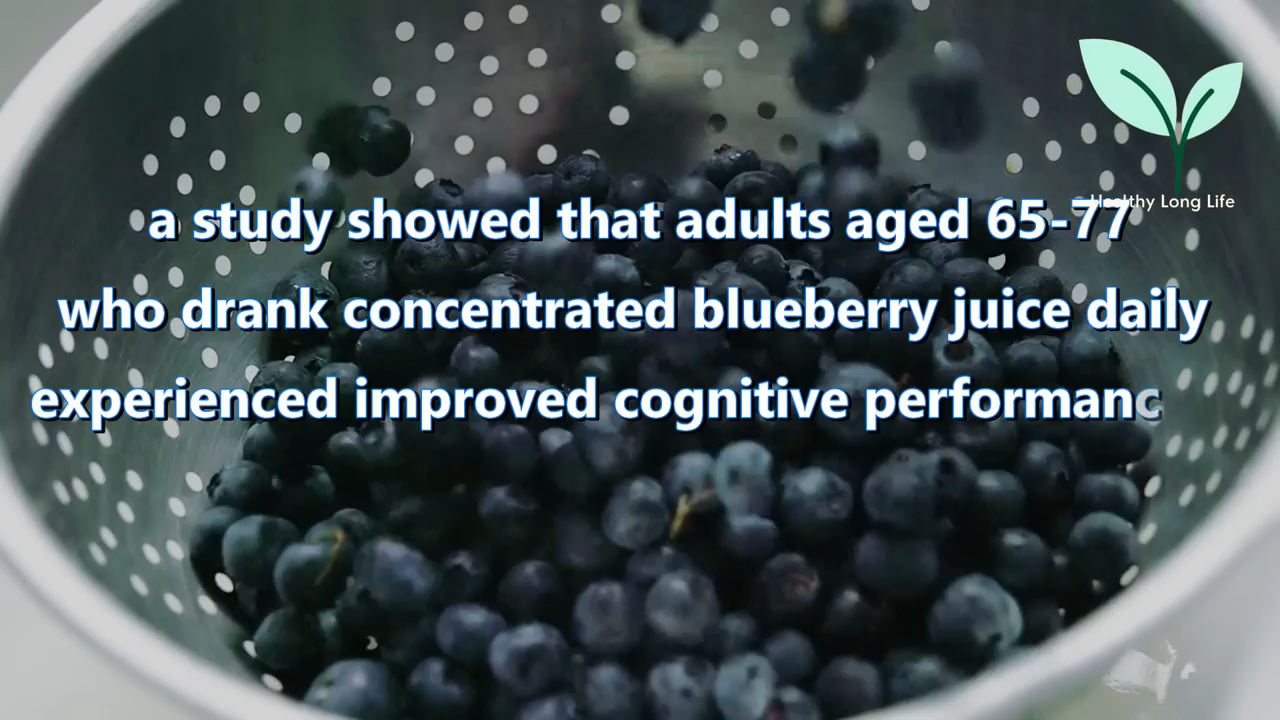 a study showed that adults aged 65-77
who drank concentrated blueberry juice daily
experienced improved cognitive performanc
Healthy Long Life